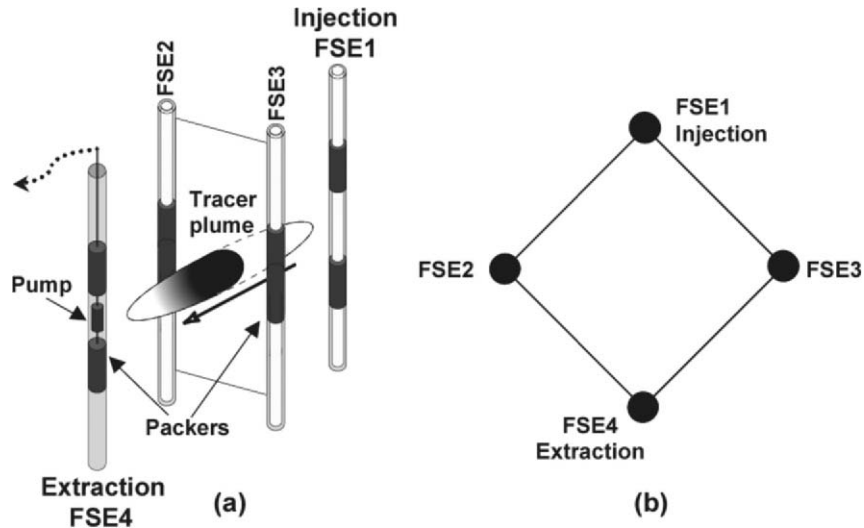 Injection
FSE1
FSE2
FSE3
Tracer
plume
Pump
Packers
Extraction
FSE4
(a)
FSE1
Injection
FSE2
FSE3
FSE4
Extraction
(b)